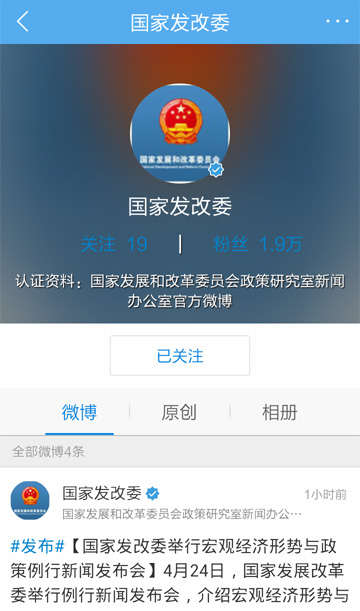 国家发改委
国家发展和改革委员会
国家发改委
关注 19 | 粉丝 1.9万
认证资料：国家发展和改革委员会政策研究室新闻
办公室官方微博
已关注
微博 原创 相册
全部微博4条
国家发改委 1小时前
国家发展和改革委员会政策研究室新闻办公…
#发布#【国家发改委举行宏观经济形势与政
策例行新闻发布会】4月24日，国家发展改革
委举行例行新闻发布会，介绍宏观经济形势与